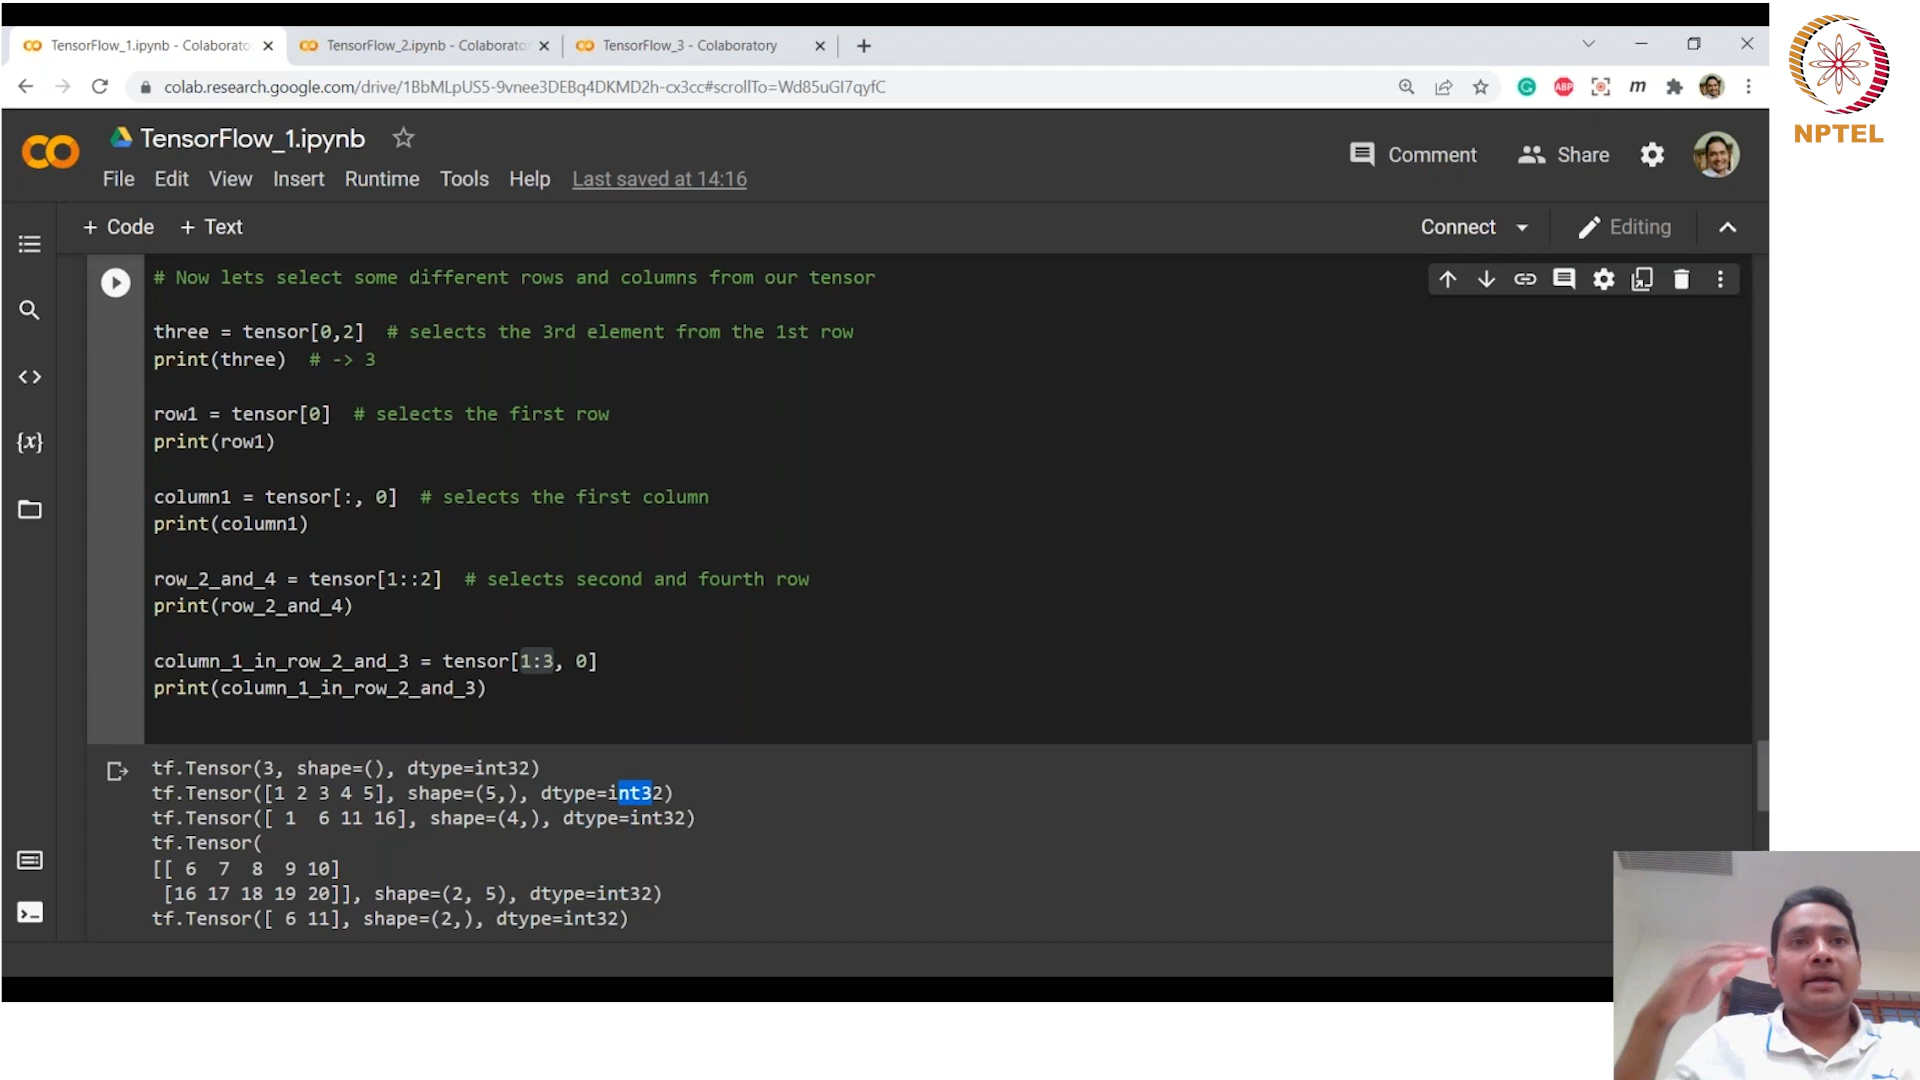 TensorFlow_1.ipynb - Colaborato
TensorFlow_2.ipynb - Colaborato
TensorFlow_3 - Colaboratory
colab.research.google.com/drive/1BbMLpUS5-9vnee3DEBq4DKMD2h-cx3cc#scrollTo=Wd85uGI7qyfC
ABP
m
NPTEL
TensorFlow_1.ipynb
Comment
Share
File Edit View Insert Runtime Tools Help Last saved at 14:16
+ Code + Text
Connect
Editing
# Now lets select some different rows and columns from our tensor
three = tensor[0,2]  # selects the 3rd element from the 1st row
print(three)  # -> 3
row1 = tensor[0]  # selects the first row
print(row1)
column1 = tensor[:, 0]  # selects the first column
print(column1)
row_2_and_4 = tensor[1::2]  # selects second and fourth row
print(row_2_and_4)
column_1_in_row_2_and_3 = tensor[1:3, 0]
print(column_1_in_row_2_and_3)
tf.Tensor(3, shape=(), dtype=int32)
tf.Tensor([1 2 3 4 5], shape=(5,), dtype=int32)
tf.Tensor([ 1  6 11 16], shape=(4,), dtype=int32)
tf.Tensor(
[[ 6  7  8  9 10]
 [16 17 18 19 20]], shape=(2, 5), dtype=int32)
tf.Tensor([ 6 11], shape=(2,), dtype=int32)